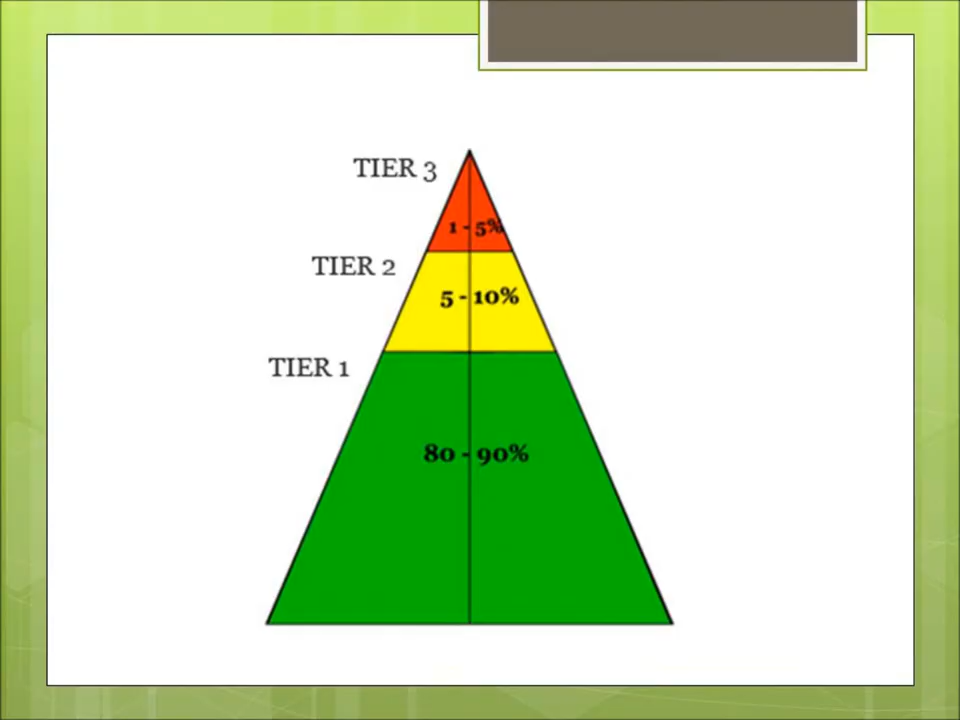 TIER 3
1 - 5%
TIER 2
5 - 10%
TIER 1
80 - 90%